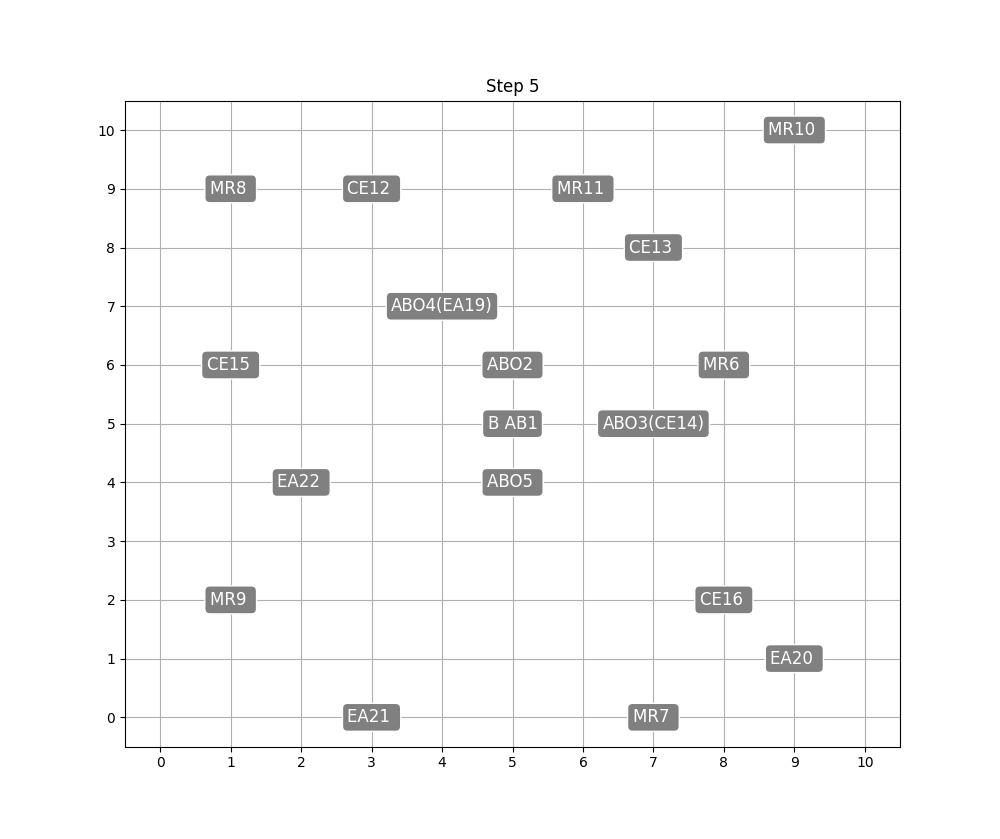 Step 5
10
MR10
9
MR8
CE12
MR11
8
CE13
7
ABO4(EA19)
6
CE15
ABO2
MR6
5
B AB1
ABO3(CE14)
4
EA22
ABO5
3
2
MR9
CE16
1
EA20
0
EA21
MR7
0 1 2 3 4 5 6 7 8 9 10